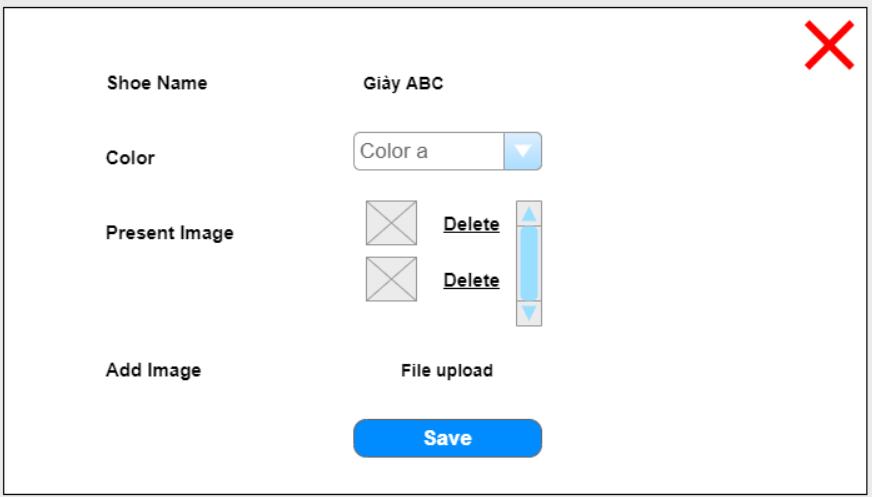 Shoe Name Giày ABC
Color Color a
Present Image Delete
Delete
Add Image File upload
Save